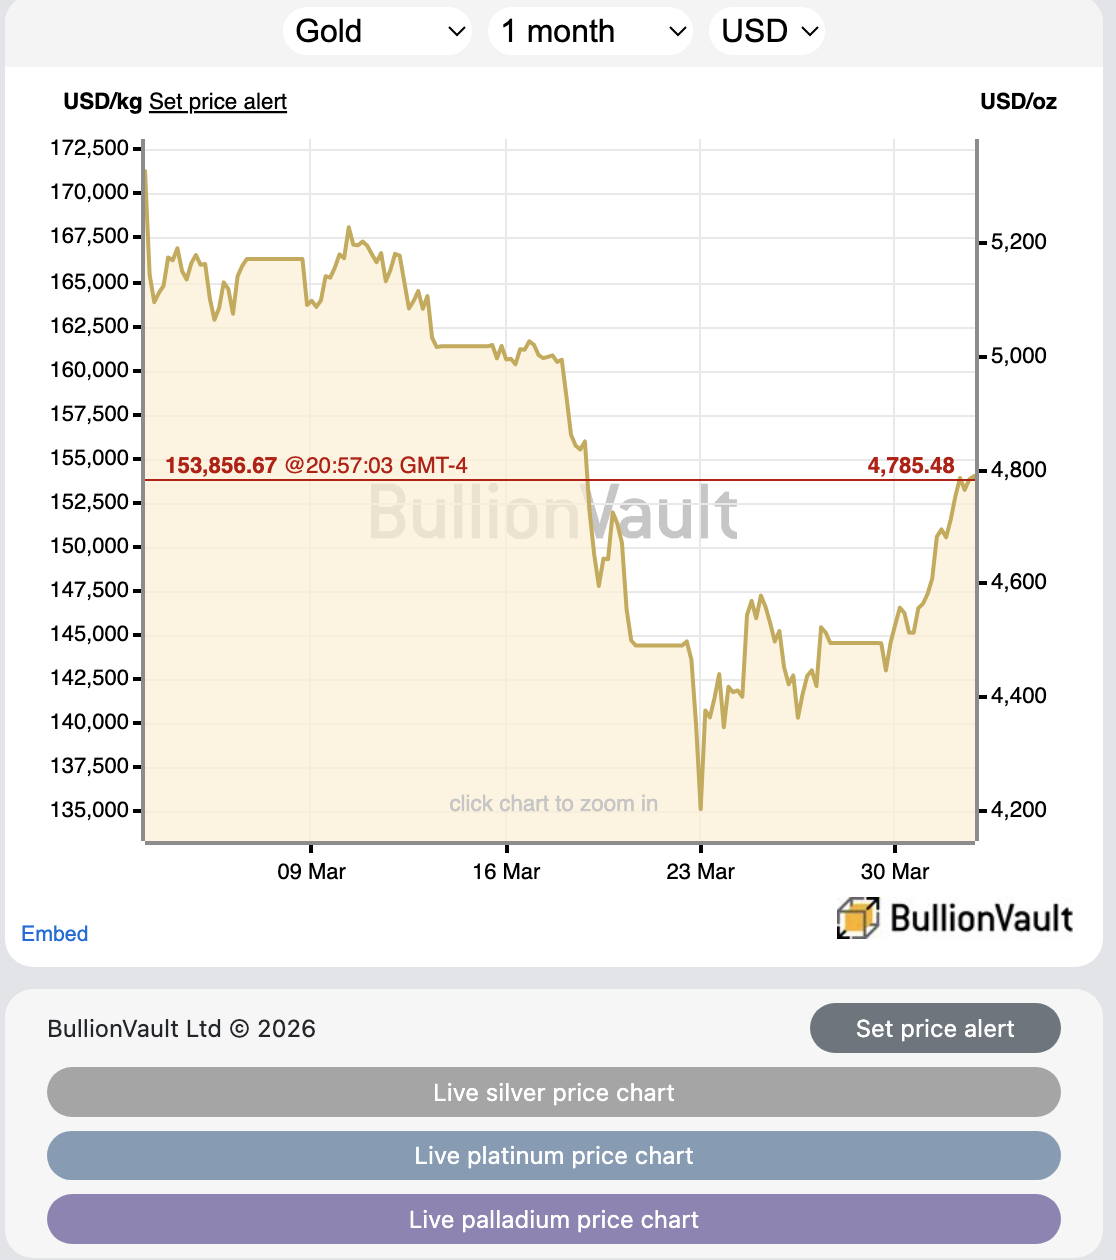 Gold 1 month USD
USD/kg Set price alert USD/oz
172,500
170,000
167,500
165,000
162,500
160,000
157,500
155,000
152,500
150,000
147,500
145,000
142,500
140,000
137,500
135,000
5,200
5,000
4,800
4,600
4,400
4,200
153,856.67 @20:57:03 GMT-4 4,785.48
BullionVault
click chart to zoom in
09 Mar 16 Mar 23 Mar 30 Mar
BullionVault
Embed
BullionVault Ltd © 2026 Set price alert
Live silver price chart
Live platinum price chart
Live palladium price chart